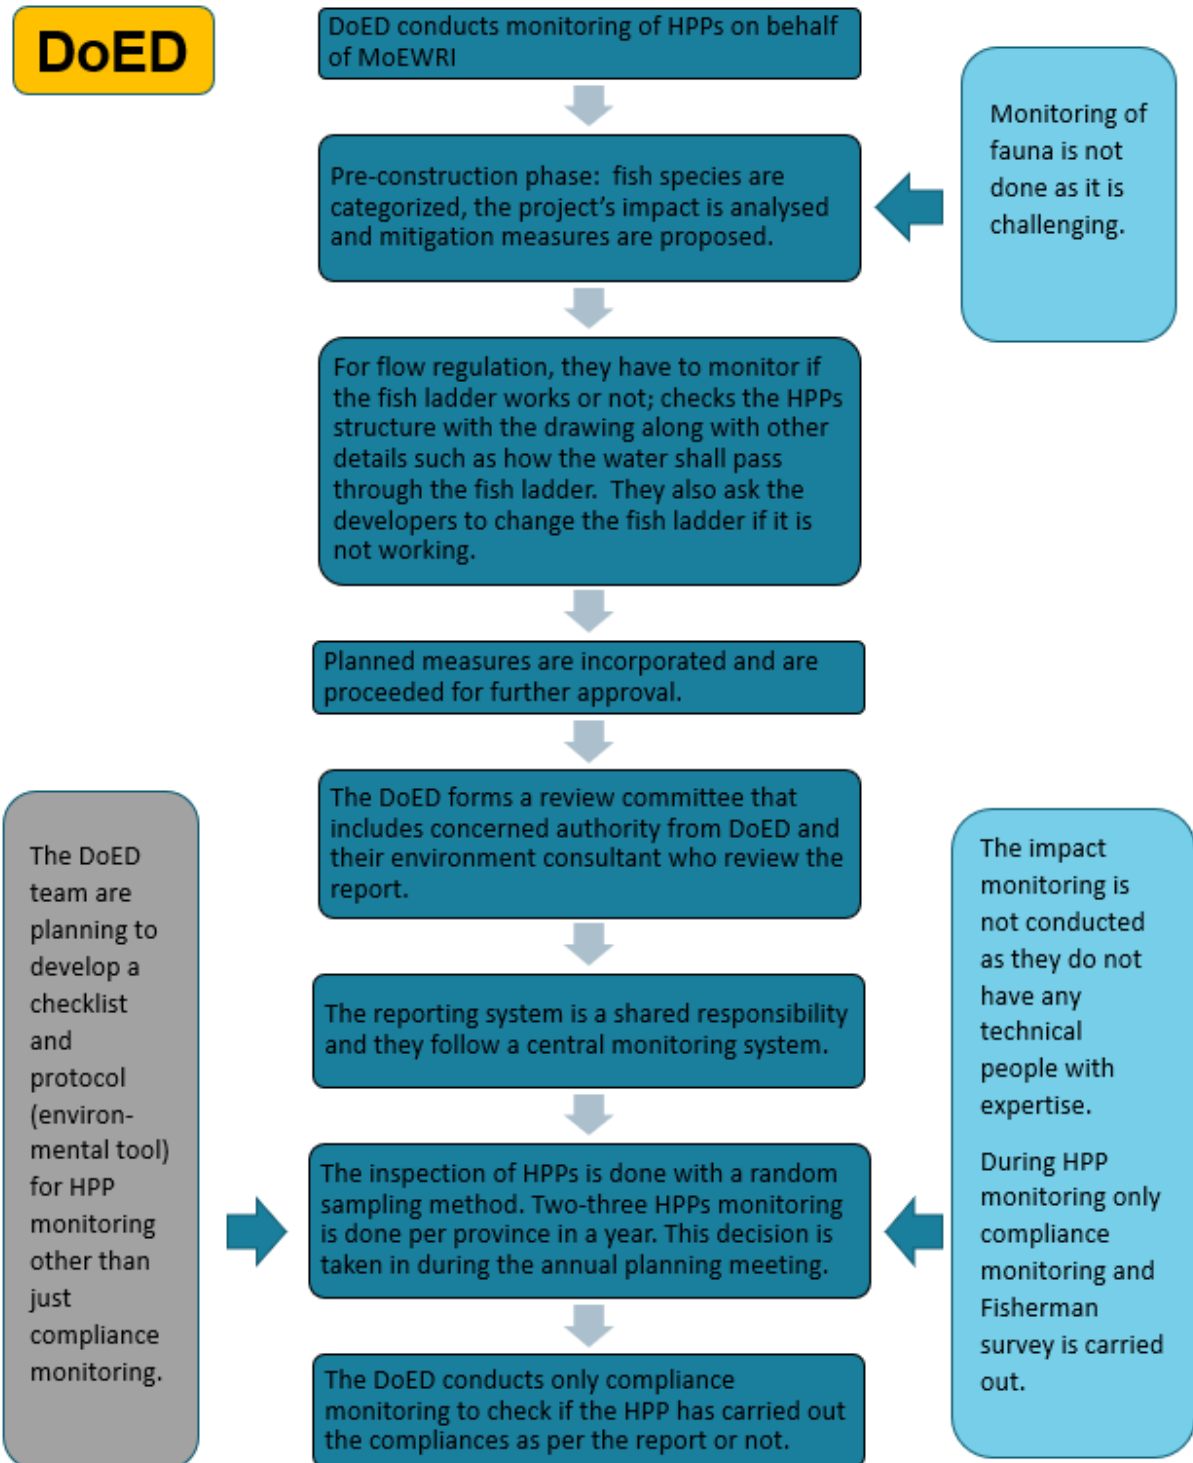 DoED
DoED conducts monitoring of HPPs on behalf
of MoEWRI
Monitoring of
fauna is not
done as it is
challenging.
Pre-construction phase:  fish species are
categorized, the project's impact is analysed
and mitigation measures are proposed.
For flow regulation, they have to monitor if
the fish ladder works or not; checks the HPPs
structure with the drawing along with other
details such as how the water shall pass
through the fish ladder.  They also ask the
developers to change the fish ladder if it is
not working.
Planned measures are incorporated and are
proceeded for further approval.
The DoED forms a review committee that
includes concerned authority from DoED and
their environment consultant who review the
report.
The reporting system is a shared responsibility
and they follow a central monitoring system.
The DoED
team are
planning to
develop a
checklist
and
protocol
(environ-
mental tool)
for HPP
monitoring
other than
just
compliance
monitoring.
The inspection of HPPs is done with a random
sampling method. Two-three HPPs monitoring
is done per province in a year. This decision is
taken in during the annual planning meeting.
The impact
monitoring is
not conducted
as they do not
have any
technical
people with
expertise.
During HPP
monitoring only
compliance
monitoring and
Fisherman
survey is carried
out.
The DoED conducts only compliance
monitoring to check if the HPP has carried out
the compliances as per the report or not.